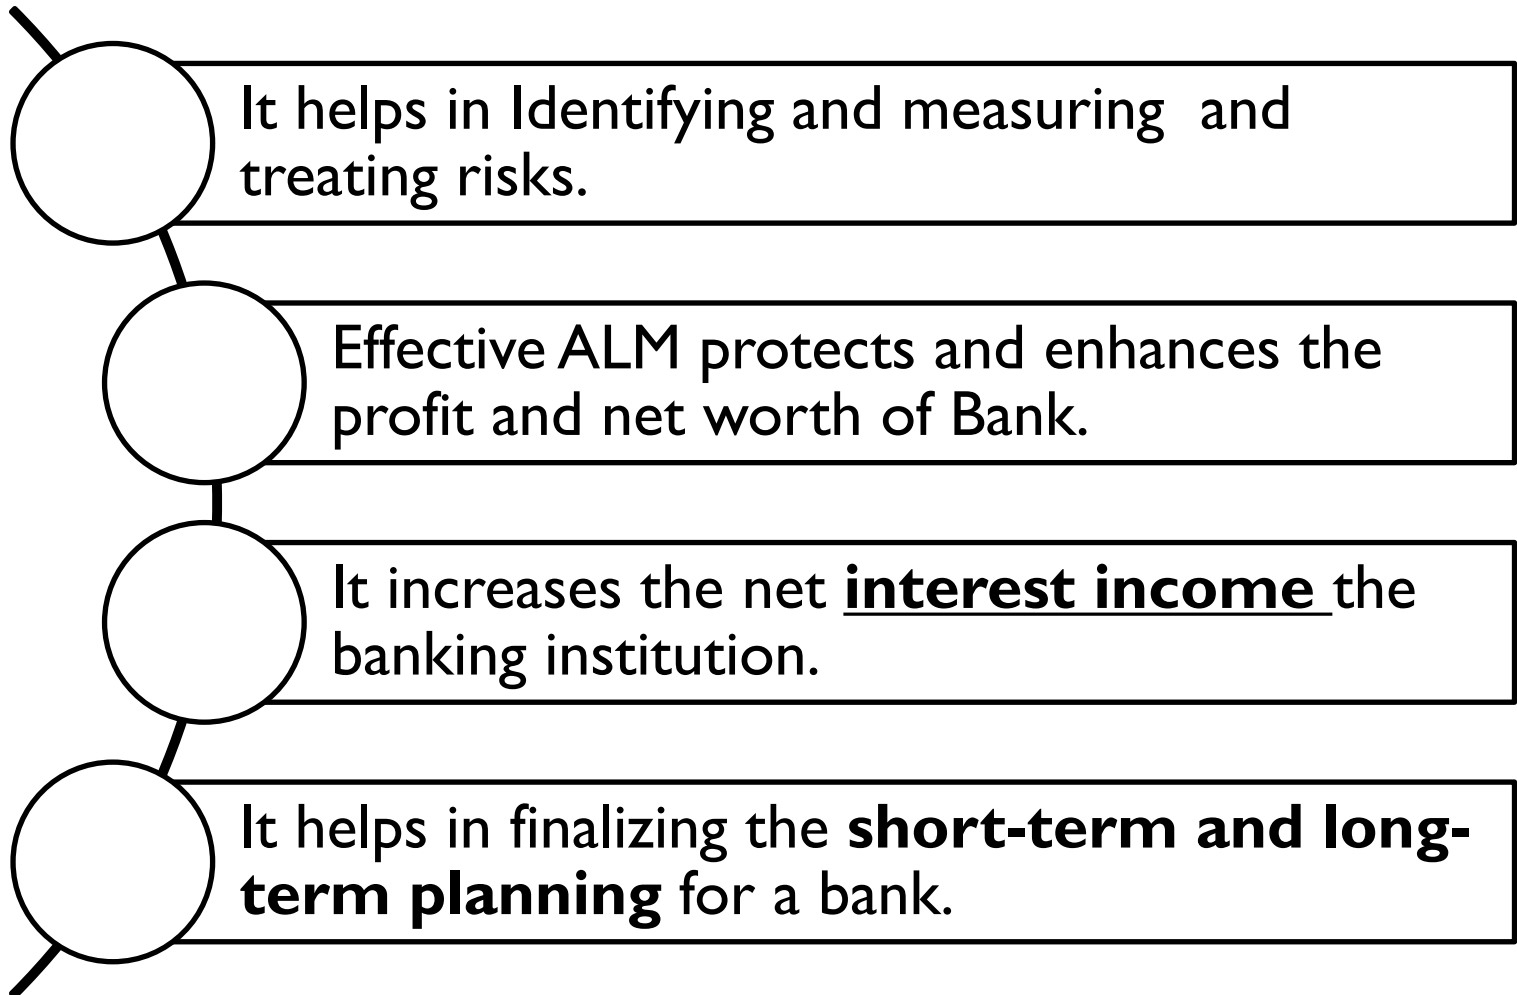 It helps in Identifying and measuring  and
treating risks.
Effective ALM protects and enhances the
profit and net worth of Bank.
It increases the net interest income the
banking institution.
It helps in finalizing the short-term and long-
term planning for a bank.